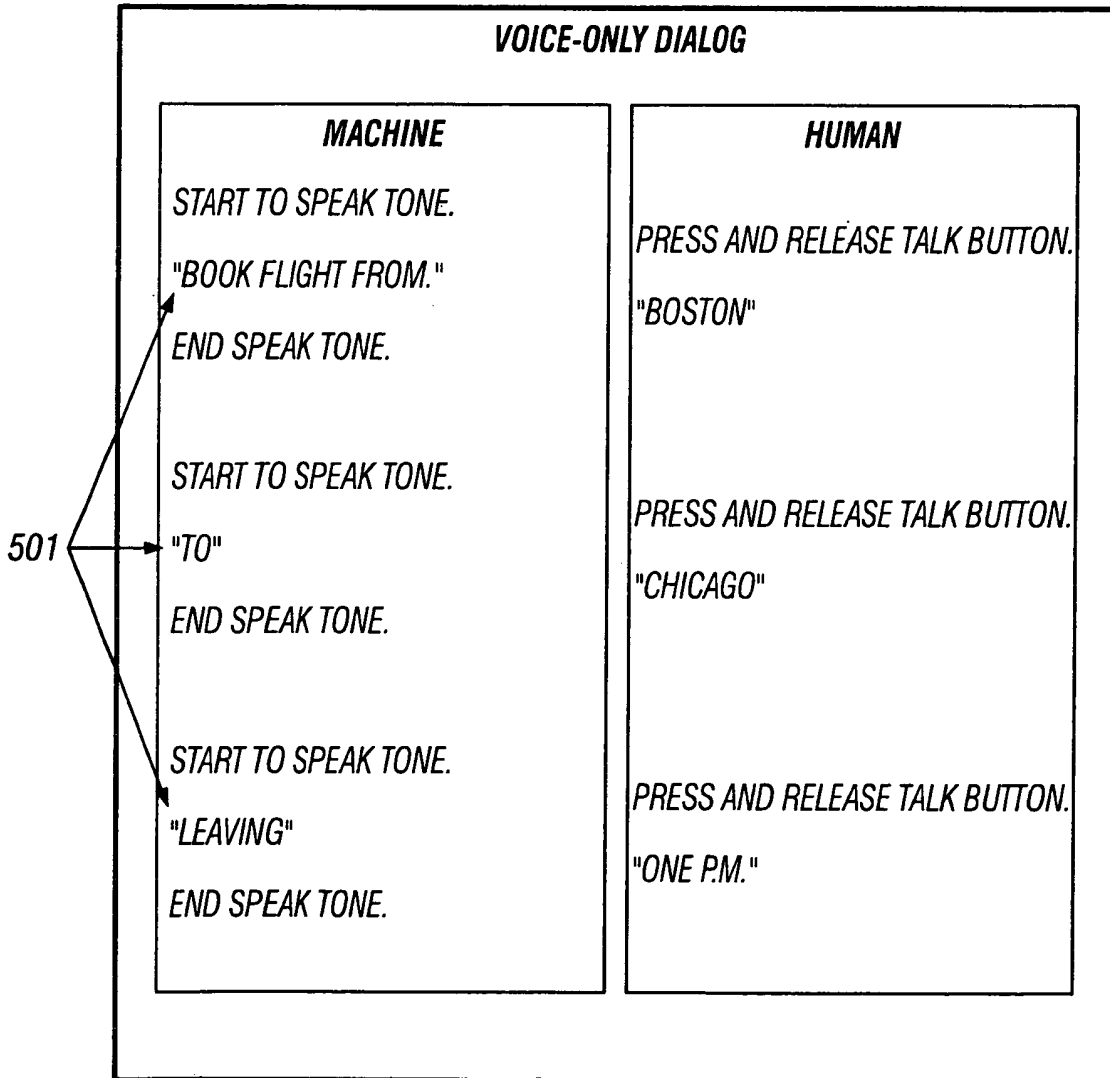 VOICE-ONLY DIALOG
MACHINE
START TO SPEAK TONE.
"BOOK FLIGHT FROM."
END SPEAK TONE.
START TO SPEAK TONE.
"TO"
END SPEAK TONE.
START TO SPEAK TONE.
"LEAVING"
END SPEAK TONE.
HUMAN
PRESS AND RELEASE TALK BUTTON.
"BOSTON"
PRESS AND RELEASE TALK BUTTON.
"CHICAGO"
PRESS AND RELEASE TALK BUTTON.
"ONE P.M."
501